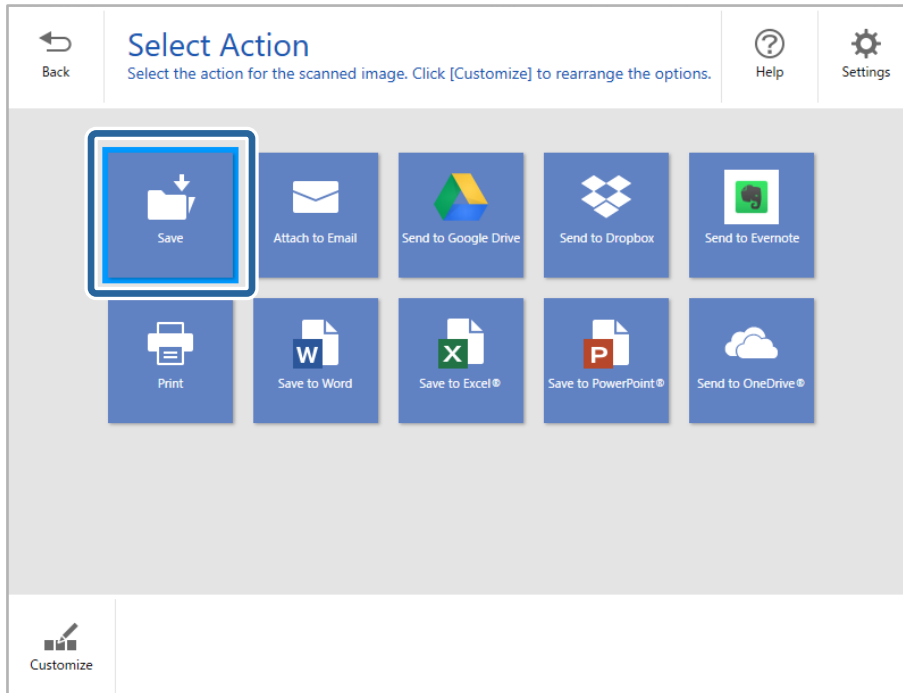 Back
Select Action
Select the action for the scanned image. Click [Customize] to rearrange the options.
Help
Settings
Save
Attach to Email
Send to Google Drive
Send to Dropbox
Send to Evernote
Print
W
Save to Word
X
Save to Excel®
P
Save to PowerPoint®
Send to OneDrive®
Customize